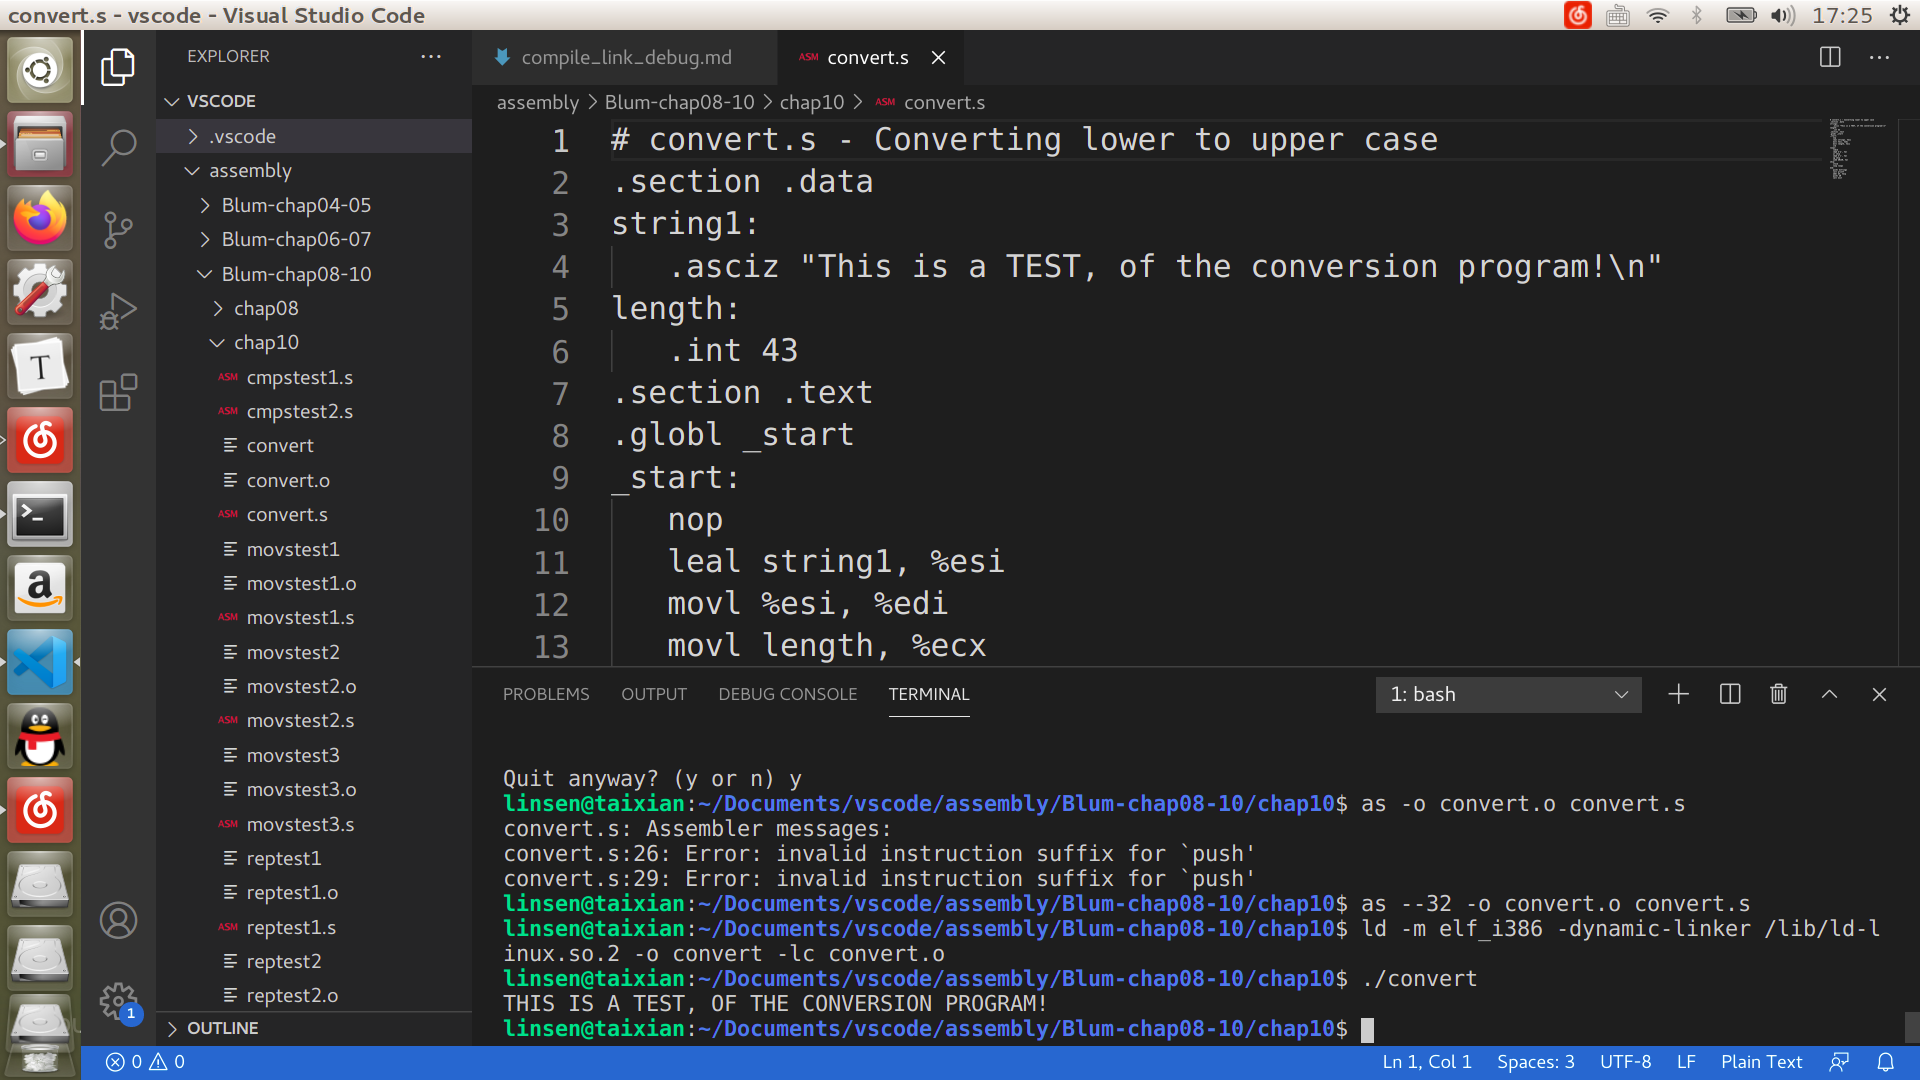 convert.s - vscode - Visual Studio Code
17:25
EXPLORER
VSCODE
.vscode
assembly
Blum-chap04-05
Blum-chap06-07
Blum-chap08-10
chap08
chap10
ASM cmpstest1.s
ASM cmpstest2.s
convert
convert.o
ASM convert.s
movstest1
movstest1.o
ASM movstest1.s
movstest2
movstest2.o
ASM movstest2.s
movstest3
movstest3.o
ASM movstest3.s
reptest1
reptest1.o
ASM reptest1.s
reptest2
reptest2.o
OUTLINE
T
a
1
compile_link_debug.md
ASM convert.s
assembly > Blum-chap08-10 > chap10 > ASM convert.s
1 # convert.s - Converting lower to upper case
2 .section .data
3 string1:
4 .asciz "This is a TEST, of the conversion program!\n"
5 length:
6 .int 43
7 .section .text
8 .globl _start
9 _start:
10 nop
11 leal string1, %esi
12 movl %esi, %edi
13 movl length, %ecx
PROBLEMS OUTPUT DEBUG CONSOLE TERMINAL
1: bash
Quit anyway? (y or n) y
linsen@taixian:~/Documents/vscode/assembly/Blum-chap08-10/chap10$ as -o convert.o convert.s
convert.s: Assembler messages:
convert.s:26: Error: invalid instruction suffix for `push'
convert.s:29: Error: invalid instruction suffix for `push'
linsen@taixian:~/Documents/vscode/assembly/Blum-chap08-10/chap10$ as --32 -o convert.o convert.s
linsen@taixian:~/Documents/vscode/assembly/Blum-chap08-10/chap10$ ld -m elf_i386 -dynamic-linker /lib/ld-l
inux.so.2 -o convert -lc convert.o
linsen@taixian:~/Documents/vscode/assembly/Blum-chap08-10/chap10$ ./convert
THIS IS A TEST, OF THE CONVERSION PROGRAM!
linsen@taixian:~/Documents/vscode/assembly/Blum-chap08-10/chap10$
0 0
Ln 1, Col 1 Spaces: 3 UTF-8 LF Plain Text